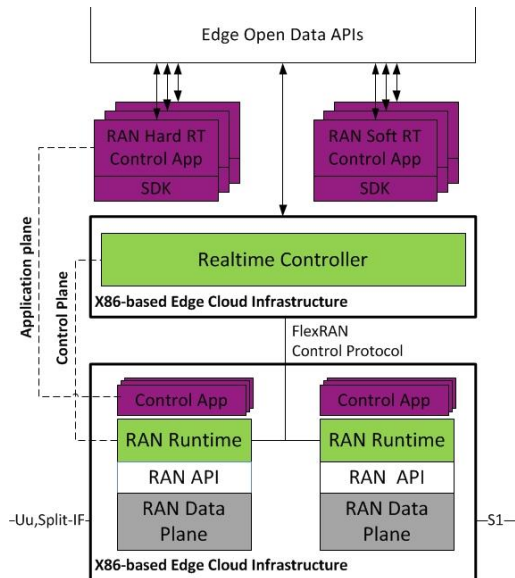 Edge Open Data APIs
RAN Hard RT
Control App
SDK
RAN Soft RT
Control App
SDK
Application plane
Control Plane
Realtime Controller
X86-based Edge Cloud Infrastructure
FlexRAN
Control Protocol
Control App
RAN Runtime
RAN API
RAN Data
Plane
Control App
RAN Runtime
RAN API
RAN Data
Plane
Uu,Split-IF
S1
X86-based Edge Cloud Infrastructure